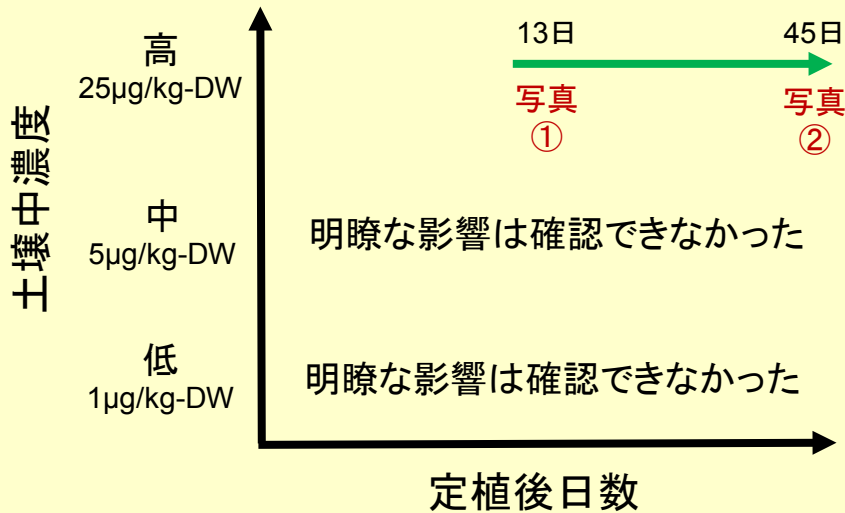 土壌中濃度
高
25µg/kg-DW
13日
45日
写真
①
写真
②
中
5µg/kg-DW
明瞭な影響は確認できなかった
低
1µg/kg-DW
明瞭な影響は確認できなかった
定植後日数